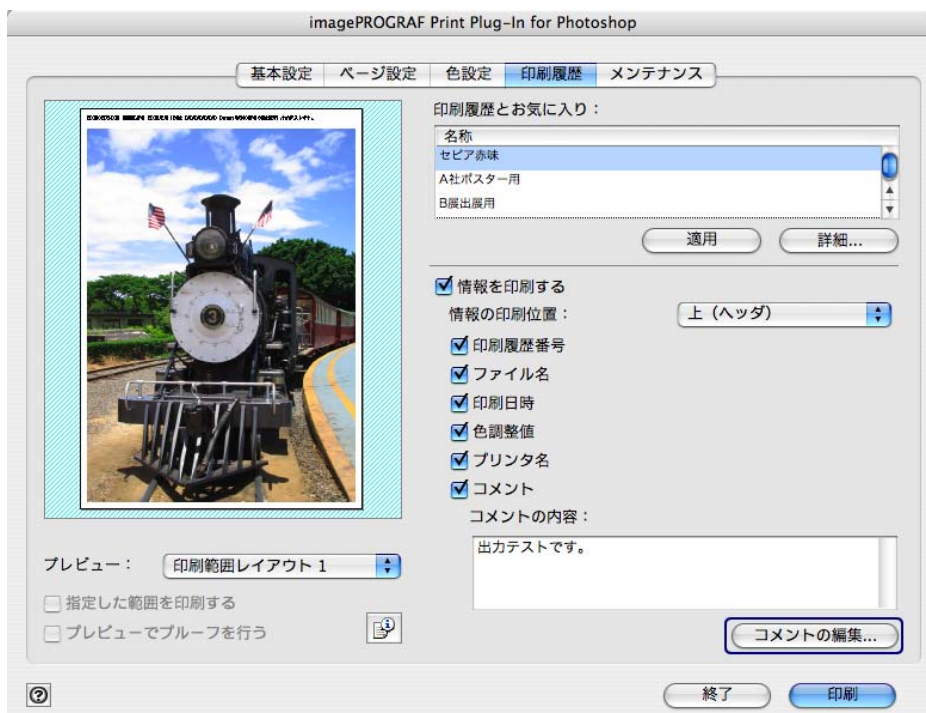 imagePROGRAF Print Plug-In for Photoshop
基本設定 ページ設定 色設定 印刷履歴 メンテナンス
印刷履歴とお気に入り：
名称
セピア赤味
A社ポスター用
B展出展用
適用 詳細...
情報を印刷する
情報の印刷位置： 上（ヘッダ）
印刷履歴番号
ファイル名
印刷日時
色調整値
プリンタ名
コメント
コメントの内容：
出力テストです。
プレビュー： 印刷範囲レイアウト 1
指定した範囲を印刷する
プレビューでプルーフを行う
コメントの編集...
終了 印刷
3